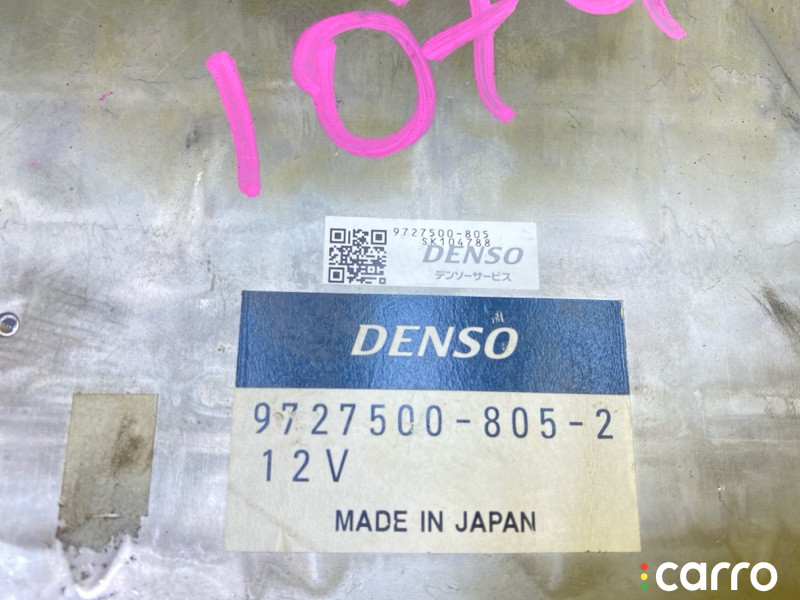 107
9727500-805
SK104788
DENSO
デンソーサービス
DENSO
9727500-805-2
12V
MADE IN JAPAN
carro